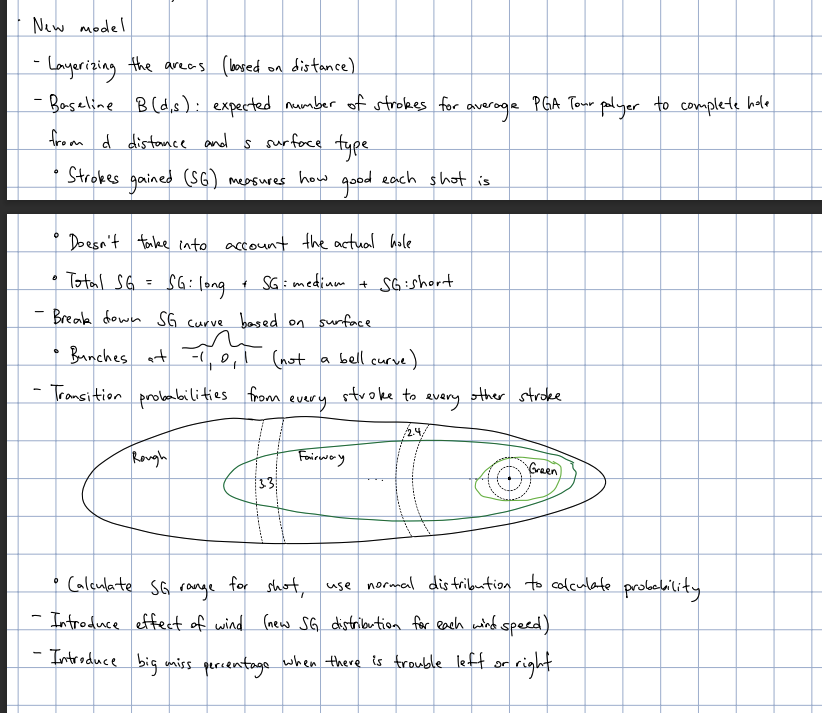 · New model
- Layerizing the areas (based on distance)
- Baseline B(d,s): expected number of strokes for average PGA Tour palyer to complete hole
from d distance and s surface type
° Strokes gained (SG) measures how good each shot is
° Doesn't take into account the actual hole
° Total SG = SG: long + SG: medium + SG: short
- Break down SG curve based on surface
° Bunches at -1, 0, 1 (not a bell curve)
- Transition probabilities from every stroke to every other stroke
2.4
Rough Fairway Green
3.3 ...
° Calculate SG range for shot, use normal distribution to calculate probability
- Introduce effect of wind (new SG distribution for each wind speed)
- Introduce big miss percentage when there is trouble left or right